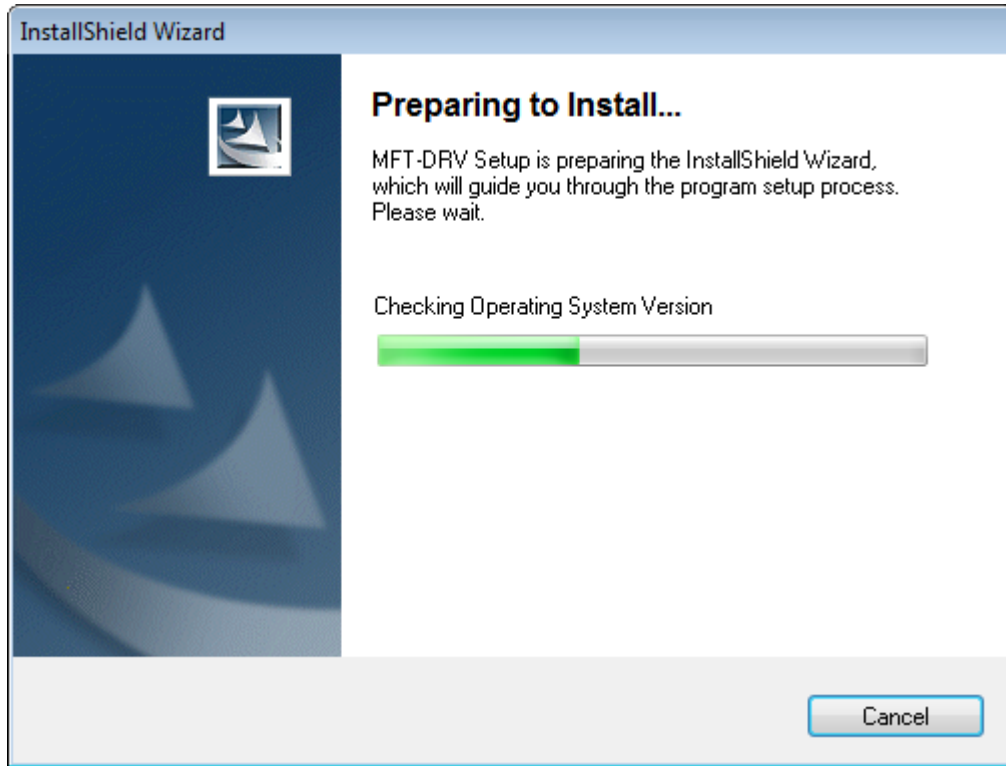 InstallShield Wizard
Preparing to Install...
MFT-DRV Setup is preparing the InstallShield Wizard,
which will guide you through the program setup process.
Please wait.
Checking Operating System Version
Cancel